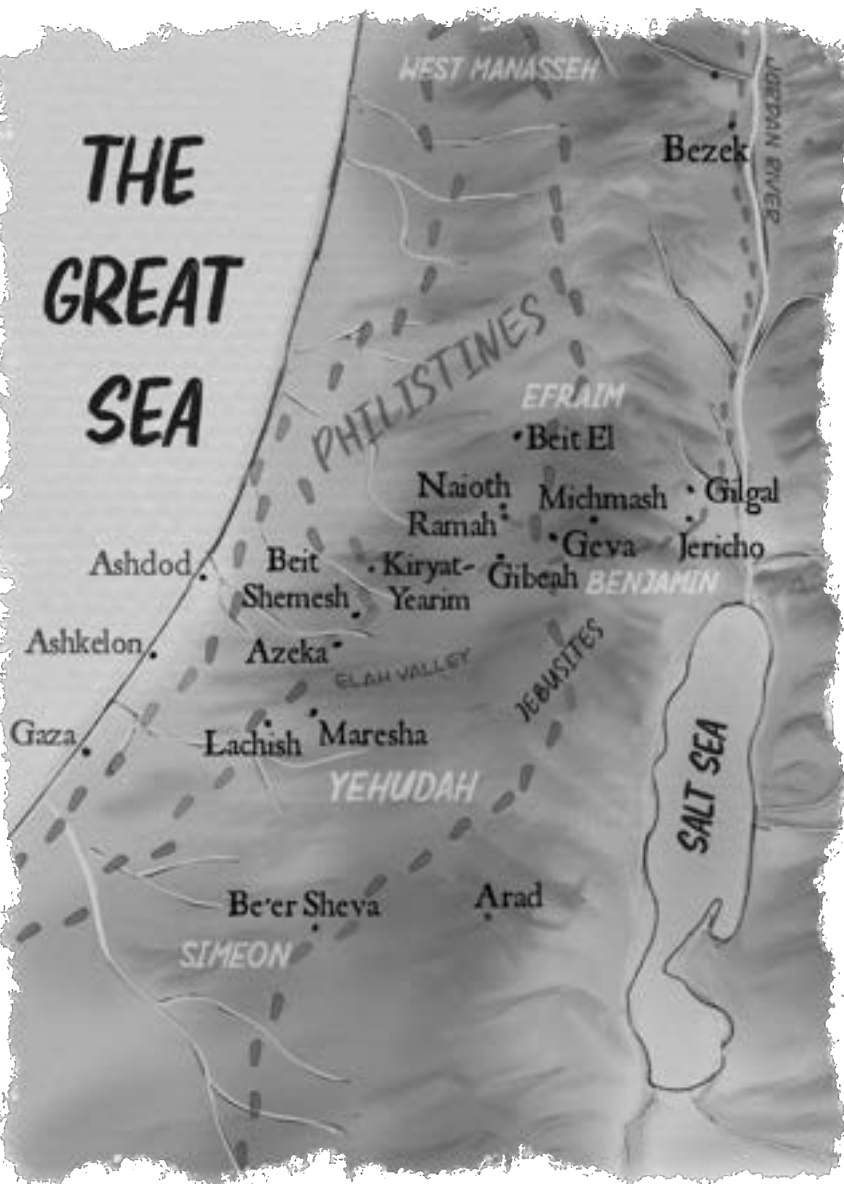 WEST MANASSEH
JORDAN RIVER
THE
GREAT
SEA
Bezek
PHILISTINES
EFRAIM
Beit El
Naioth
Michmash
Gilgal
Ramah
Geva
Jericho
Ashdod
Beit
Shemesh
Kiryat-
Yearim
Gibeah
BENJAMIN
Ashkelon
Azeka
ELAH VALLEY
JEBUSITES
Gaza
Lachish
Maresha
SALT SEA
YEHUDAH
Be'er Sheva
Arad
SIMEON